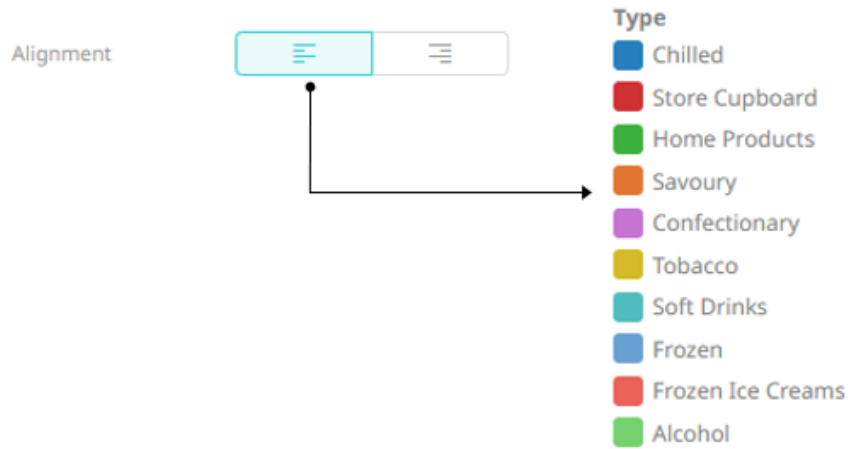 Alignment
Type
Chilled
Store Cupboard
Home Products
Savoury
Confectionary
Tobacco
Soft Drinks
Frozen
Frozen Ice Creams
Alcohol